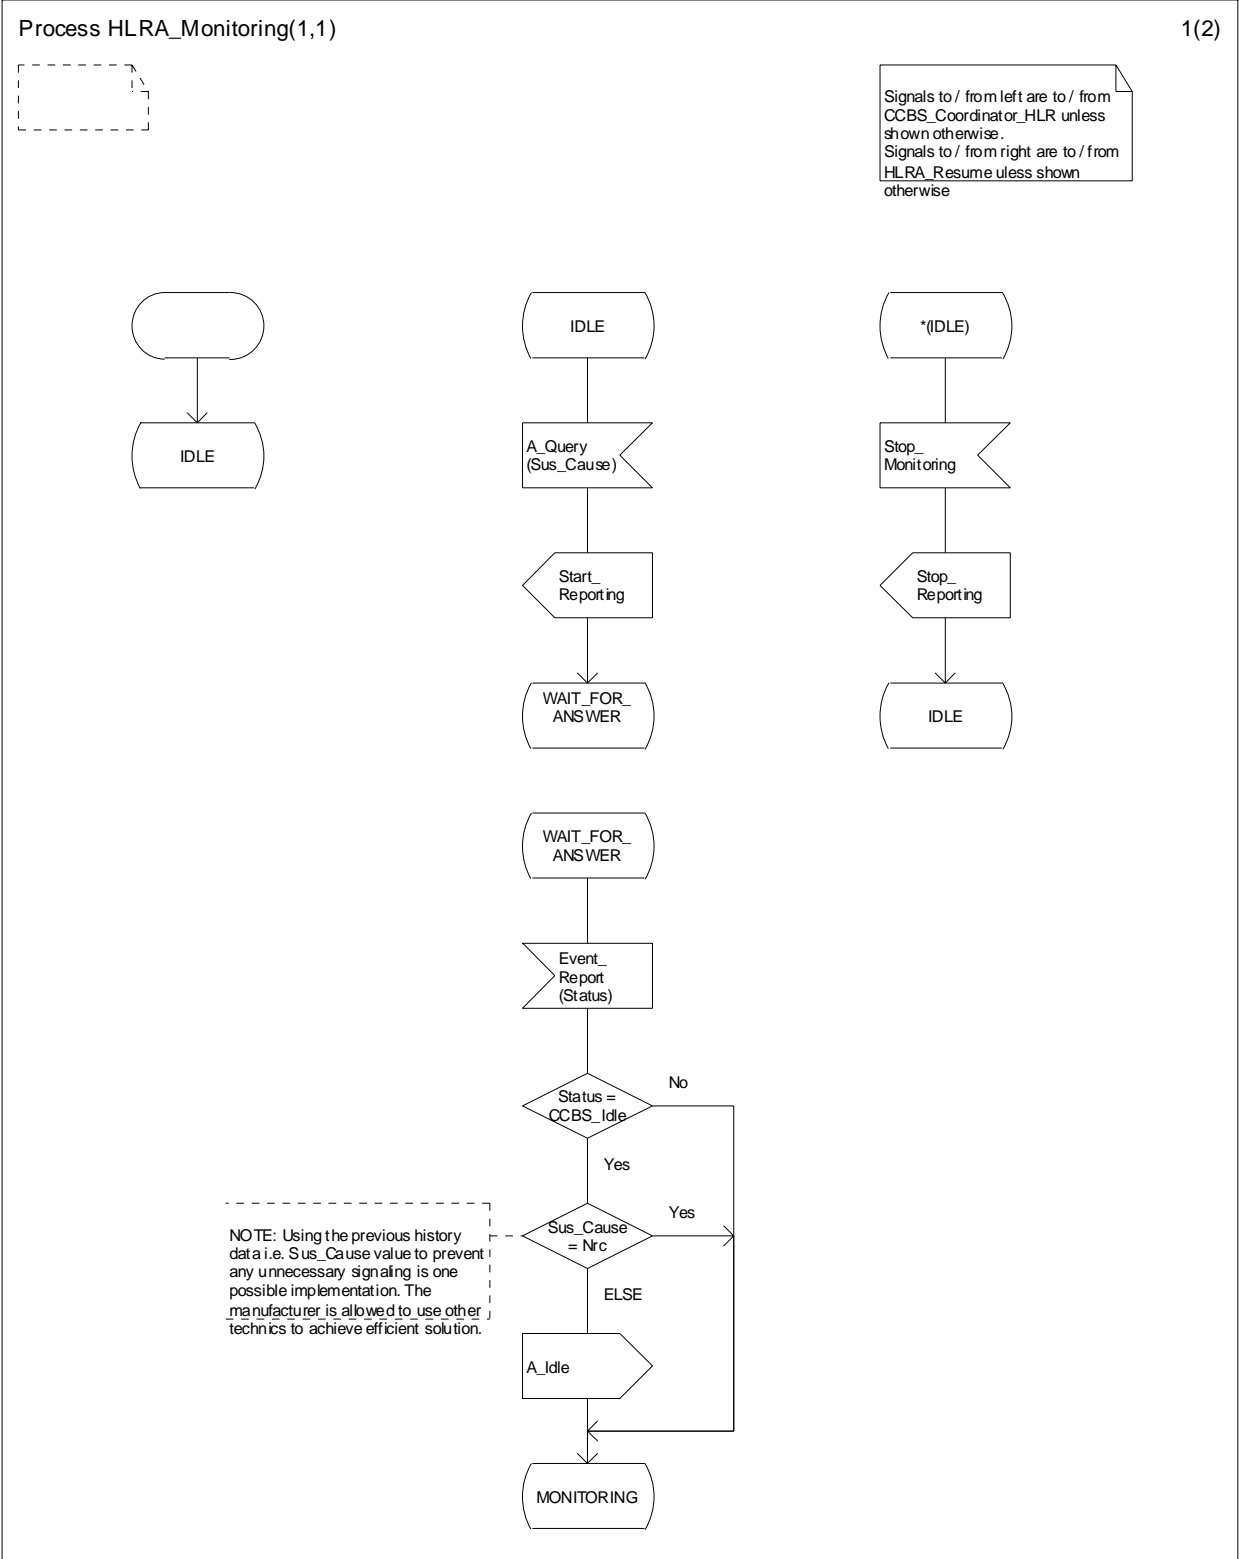 Process HLRA_Monitoring(1,1)
1(2)
Signals to / from left are to / from
CCBS_Coordinator_HLR unless
shown otherwise.
Signals to / from right are to / from
HLRA_Resume uless shown
otherwise
IDLE
IDLE
A_Query
(Sus_Cause)
Start_
Reporting
WAIT_FOR_
ANSWER
*(IDLE)
Stop_
Monitoring
Stop_
Reporting
IDLE
WAIT_FOR_
ANSWER
Event_
Report
(Status)
Status =
CCBS_Idle
No
Yes
Sus_Cause
= Nrc
Yes
NOTE: Using the previous history
data i.e. Sus_Cause value to prevent
any unnecessary signaling is one
possible implementation. The
manufacturer is allowed to use other
technics to achieve efficient solution.
ELSE
A_Idle
MONITORING